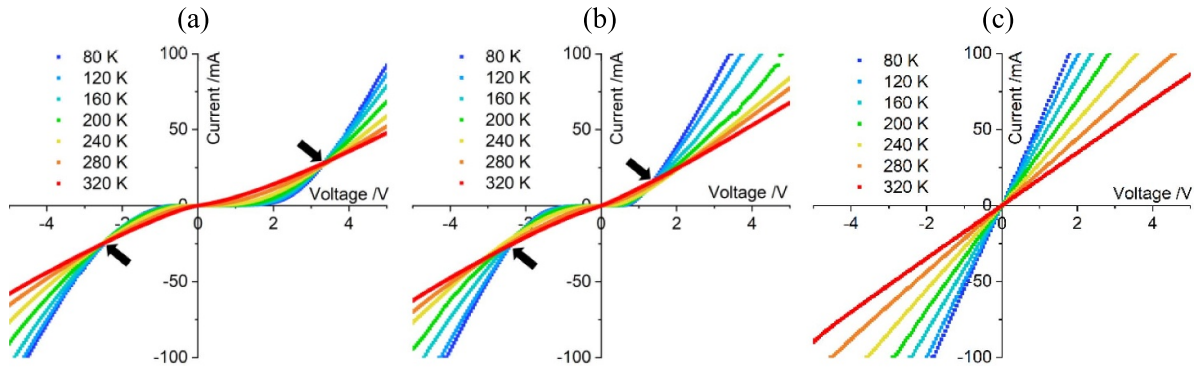 (a)
80 K
120 K
160 K
200 K
240 K
280 K
320 K
Current /mA
100
50
0
-50
-100
Voltage /V
-4
-2
0
2
4
(b)
80 K
120 K
160 K
200 K
240 K
280 K
320 K
Current /mA
100
50
0
-50
-100
Voltage /V
-4
-2
0
2
4
(c)
80 K
120 K
160 K
200 K
240 K
280 K
320 K
Current /mA
100
50
0
-50
-100
Voltage /V
-4
-2
0
2
4